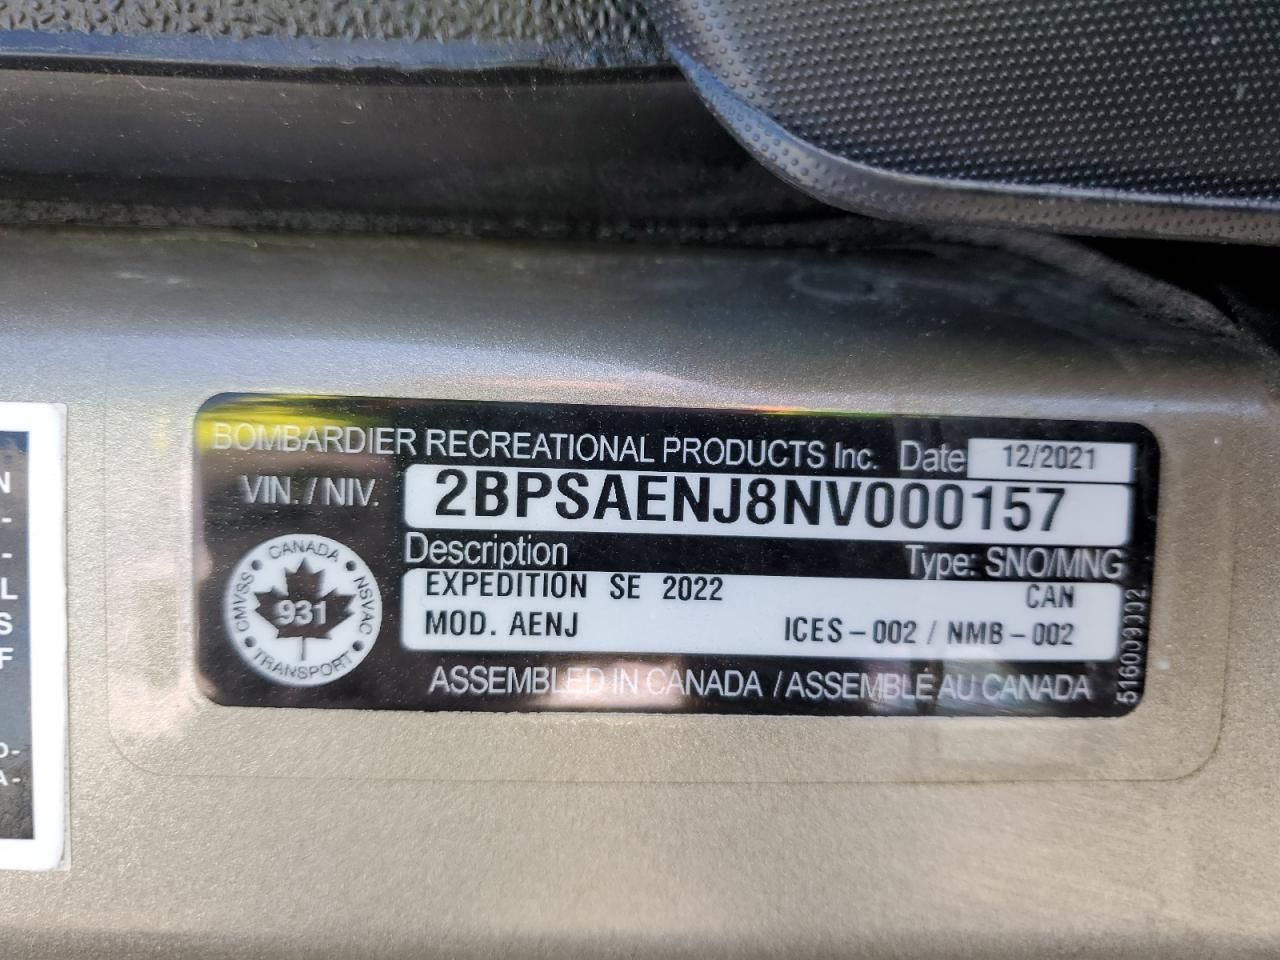 BOMBARDIER RECREATIONAL PRODUCTS Inc. Date 12/2021
VIN. / NIV. 2BPSAENJ8NV000157
Description Type: SNO/MNG
EXPEDITION SE 2022 CAN
MOD. AENJ ICES-002 / NMB-002
ASSEMBLED IN CANADA / ASSEMBLÉ AU CANADA
CANADA
CMVSS
NSVAC
931
TRANSPORT
N
-
-
L
S
F
-
A-